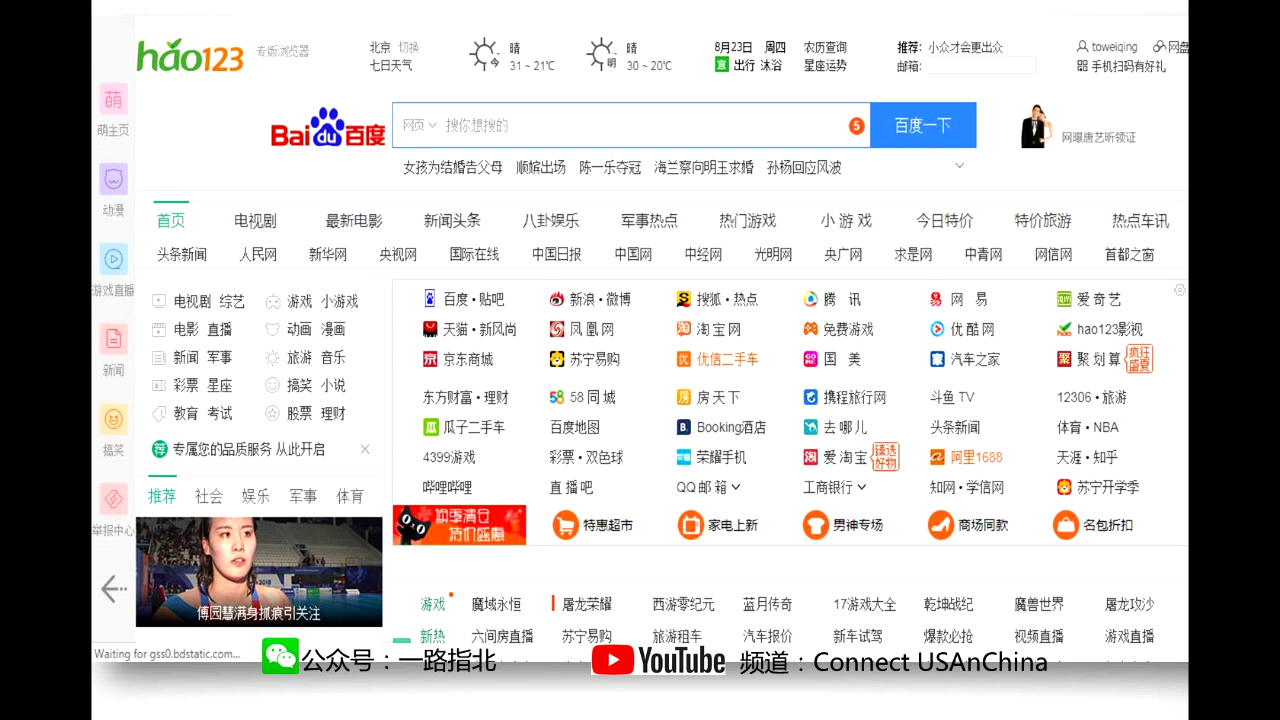 hǎo123 专版浏览器 北京 切换 七日天气 晴 今 31 ~ 21℃ 晴 明 30 ~ 20℃ 8月23日 周四 农历查询 宜 出行 沐浴 星座运势 推荐: 小众才会更出众 邮箱: toweiqing 网盘 手机扫码有好礼
萌
萌主页
动漫
游戏直播
新闻
搞笑
举报中心
Bai du 百度 网页 搜你想搜的 5 百度一下 网曝唐艺昕领证
女孩为结婚告父母 顺嫔出场 陈一乐夺冠 海兰察向明玉求婚 孙杨回应风波
首页 电视剧 最新电影 新闻头条 八卦娱乐 军事热点 热门游戏 小 游 戏 今日特价 特价旅游 热点车讯
头条新闻 人民网 新华网 央视网 国际在线 中国日报 中国网 中经网 光明网 央广网 求是网 中青网 网信网 首都之窗
电视剧 综艺 游戏 小游戏
电影 直播 动画 漫画
新闻 军事 旅游 音乐
彩票 星座 搞笑 小说
教育 考试 股票 理财
荐 专属您的品质服务 从此开启 ×
推荐 社会 娱乐 军事 体育
傅园慧满身抓痕引关注
百度 • 贴吧 新浪 • 微博 搜狐 • 热点 腾 讯 网 易 爱 奇 艺
天猫 • 新风尚 凤 凰 网 淘 宝 网 免费游戏 优 酷 网 hao123影视
京东商城 苏宁易购 优信二手车 国 美 汽车之家 聚 划 算 疯狂盛夏
东方财富 • 理财 58 同 城 房 天 下 携程旅行网 斗鱼 TV 12306 • 旅游
瓜子二手车 百度地图 Booking酒店 去 哪 儿 头条新闻 体育 • NBA
4399游戏 彩票 • 双色球 荣耀手机 爱 淘 宝 臻选好物 阿里1688 天涯 • 知乎
哔哩哔哩 直 播 吧 QQ 邮 箱 工商银行 知网 • 学信网 苏宁开学季
换季清仓
特惠超市 家电上新 男神专场 商场同款 名包折扣
游戏 魔域永恒 屠龙荣耀 西游零纪元 蓝月传奇 17游戏大全 乾坤战纪 魔兽世界 屠龙攻沙
新热 六间房直播 苏宁易购 旅游租车 汽车报价 新车试驾 爆款必抢 视频直播 游戏直播
Waiting for gss0.bdstatic.com...
公众号：一路指北 YouTube 频道：Connect USAnChina